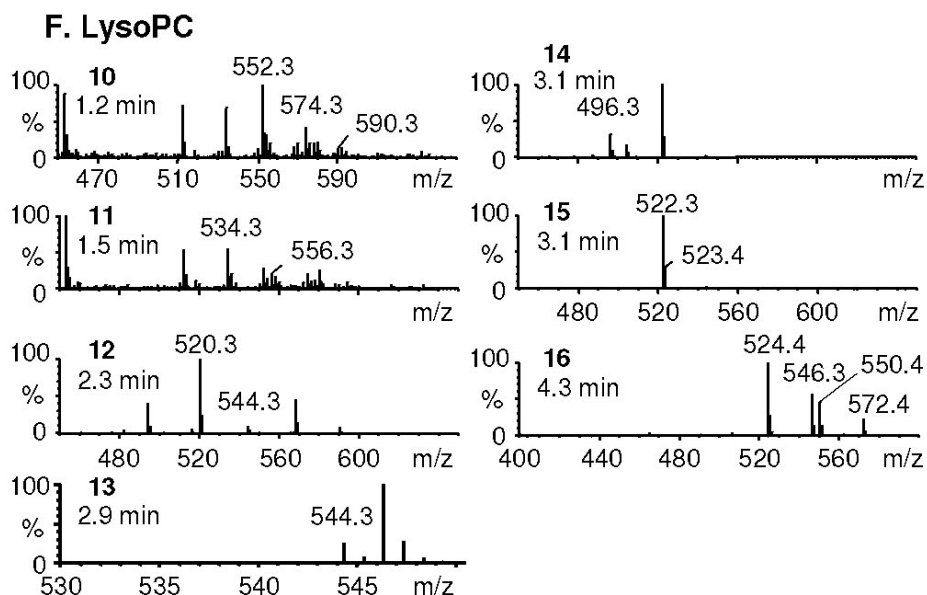 F. LysoPC
10
1.2 min
552.3
574.3
590.3
100
%
0
470 510 550 590 m/z
11
1.5 min
534.3
556.3
100
%
0
m/z
12
2.3 min
520.3
544.3
100
%
0
480 520 560 600 m/z
13
2.9 min
544.3
100
%
0
530 535 540 545 m/z
14
3.1 min
496.3
100
%
0
m/z
15
3.1 min
522.3
523.4
100
%
0
480 520 560 600 m/z
16
4.3 min
524.4
546.3
550.4
572.4
100
%
0
400 440 480 520 560 m/z